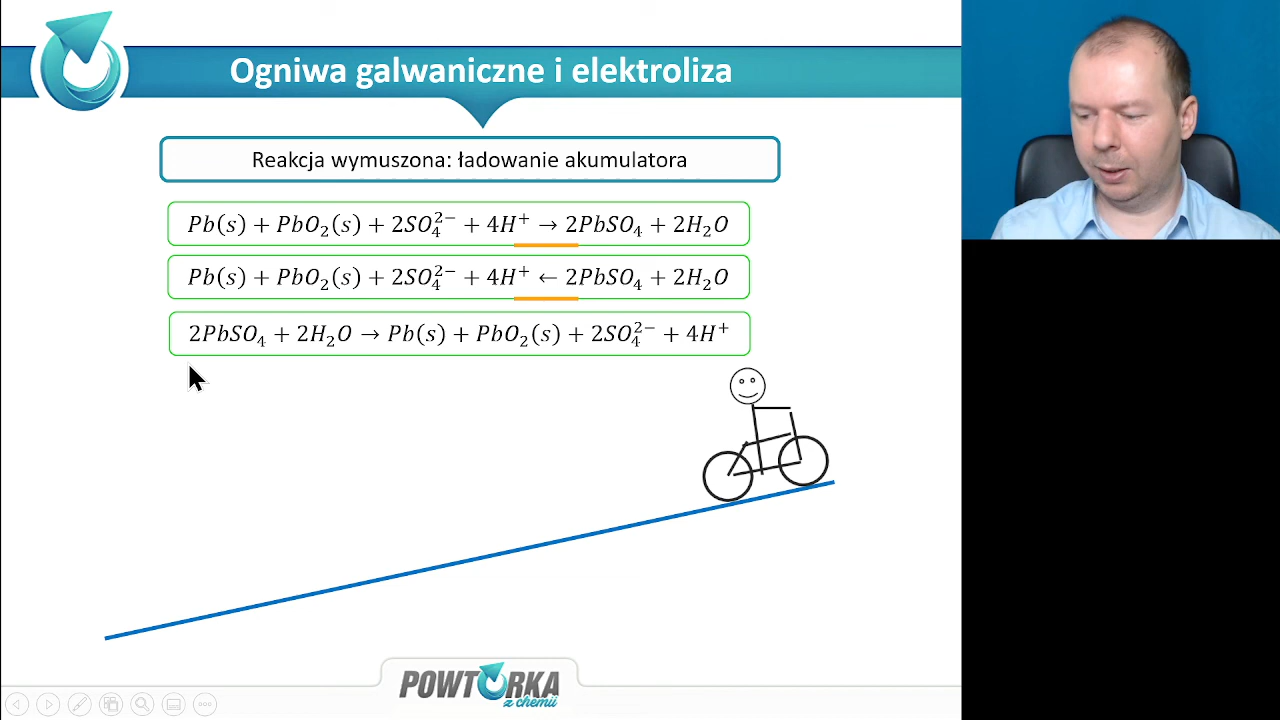 Ogniwa galwaniczne i elektroliza
Reakcja wymuszona: ładowanie akumulatora
Pb(s) + PbO₂(s) + 2SO₄²⁻ + 4H⁺ → 2PbSO₄ + 2H₂O
Pb(s) + PbO₂(s) + 2SO₄²⁻ + 4H⁺ ← 2PbSO₄ + 2H₂O
2PbSO₄ + 2H₂O → Pb(s) + PbO₂(s) + 2SO₄²⁻ + 4H⁺
POWTÓRKA
z chemii